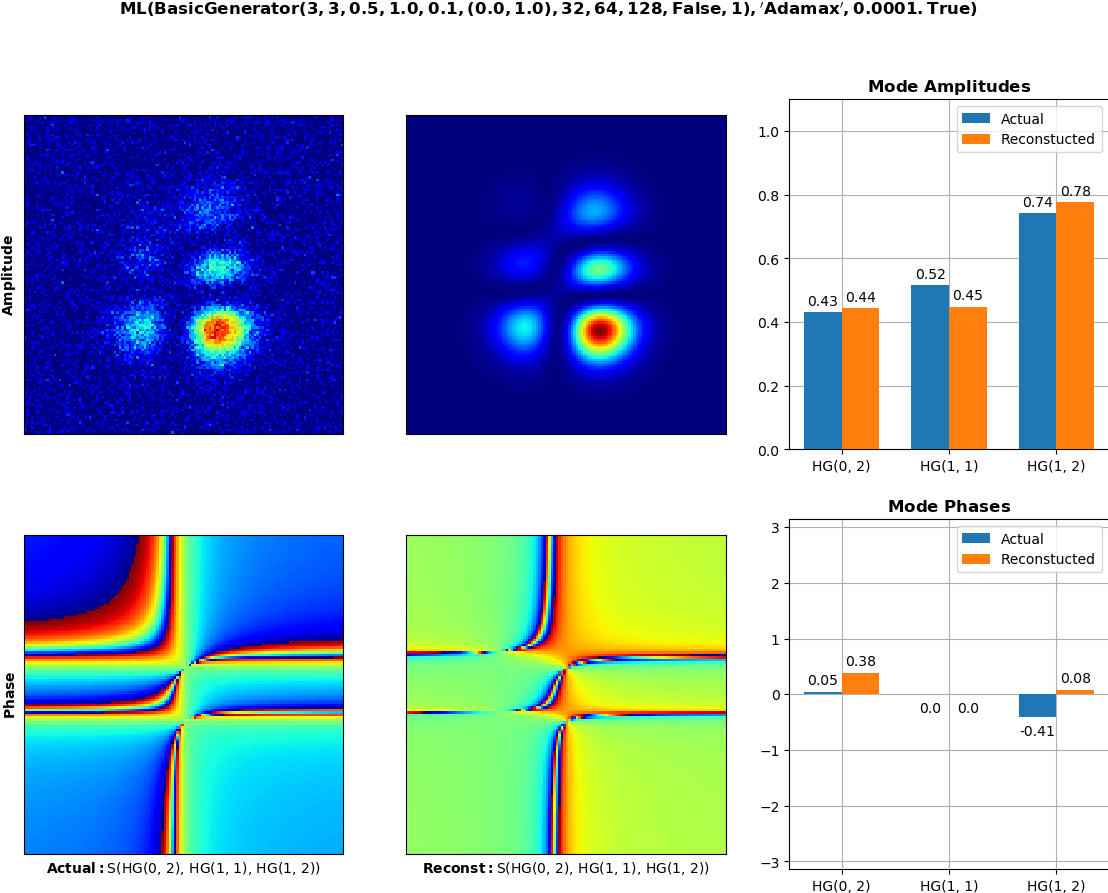 ML(BasicGenerator(3, 3, 0.5, 1.0, 0.1, (0.0, 1.0), 32, 64, 128, False, 1), ′Adamax′, 0.0001. True)
Amplitude
Mode Amplitudes
Actual
Reconstucted
1.0
0.8
0.6
0.4
0.2
0.0
0.43
0.44
0.52
0.45
0.74
0.78
HG(0, 2)
HG(1, 1)
HG(1, 2)
Phase
Actual: S(HG(0, 2), HG(1, 1), HG(1, 2))
Reconst: S(HG(0, 2), HG(1, 1), HG(1, 2))
Mode Phases
Actual
Reconstucted
3
2
1
0
−1
−2
−3
0.05
0.38
0.0
0.0
-0.41
0.08
HG(0, 2)
HG(1, 1)
HG(1, 2)